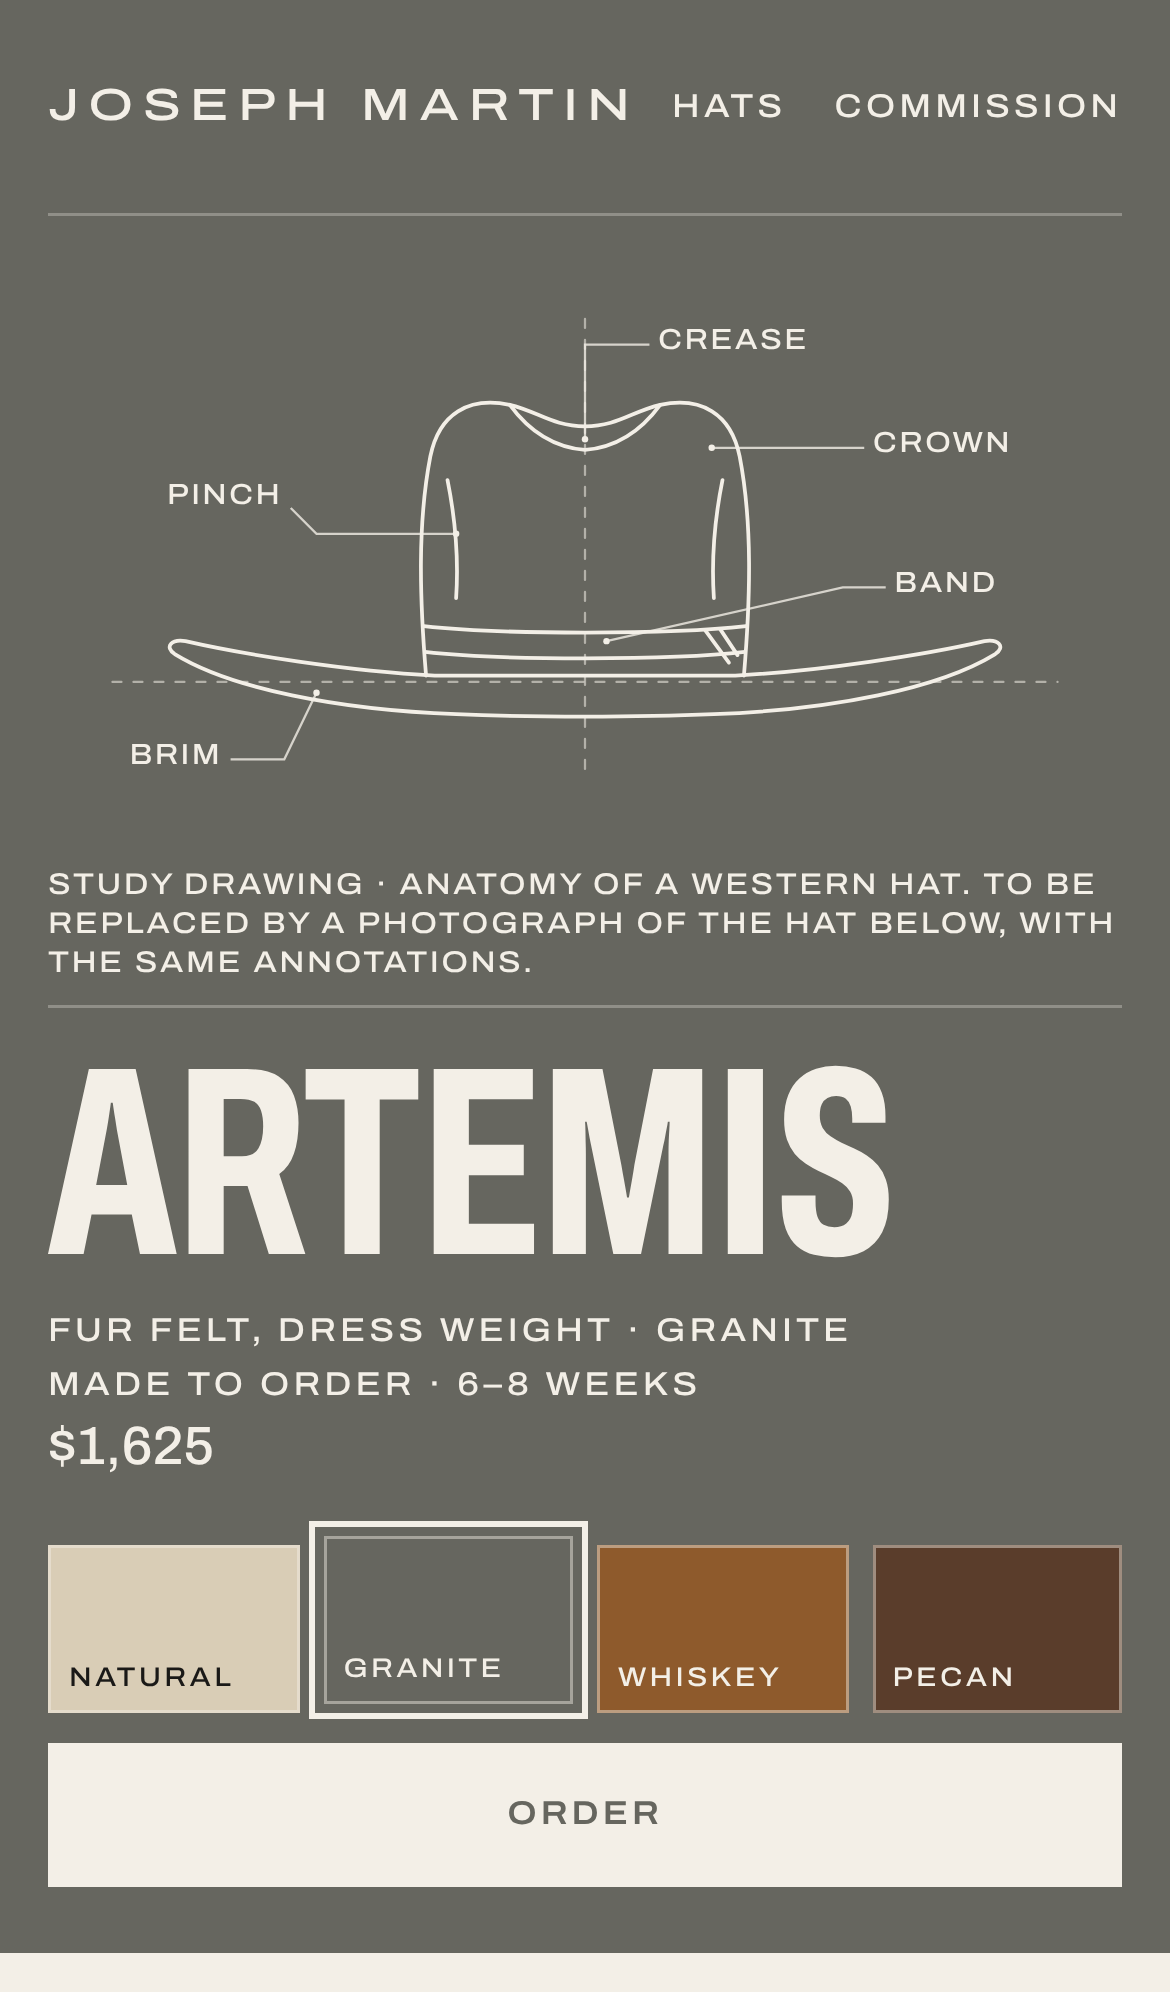 JOSEPH MARTIN HATS COMMISSION
CREASE
CROWN
PINCH
BAND
BRIM
STUDY DRAWING · ANATOMY OF A WESTERN HAT. TO BE
REPLACED BY A PHOTOGRAPH OF THE HAT BELOW, WITH
THE SAME ANNOTATIONS.
ARTEMIS
FUR FELT, DRESS WEIGHT · GRANITE
MADE TO ORDER · 6–8 WEEKS
$1,625
NATURAL GRANITE WHISKEY PECAN
ORDER